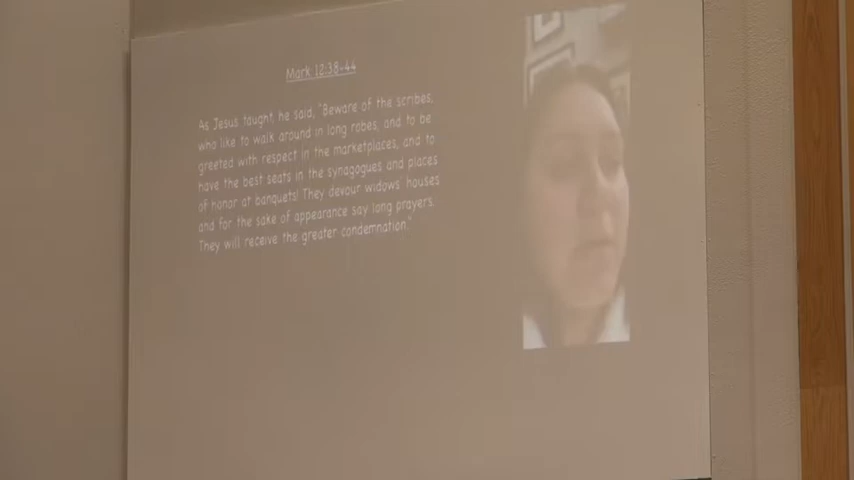 Mark 12:38-44
As Jesus taught, he said, "Beware of the scribes,
who like to walk around in long robes, and to be
greeted with respect in the marketplaces, and to
have the best seats in the synagogues and places
of honor at banquets! They devour widows' houses
and for the sake of appearance say long prayers.
They will receive the greater condemnation."